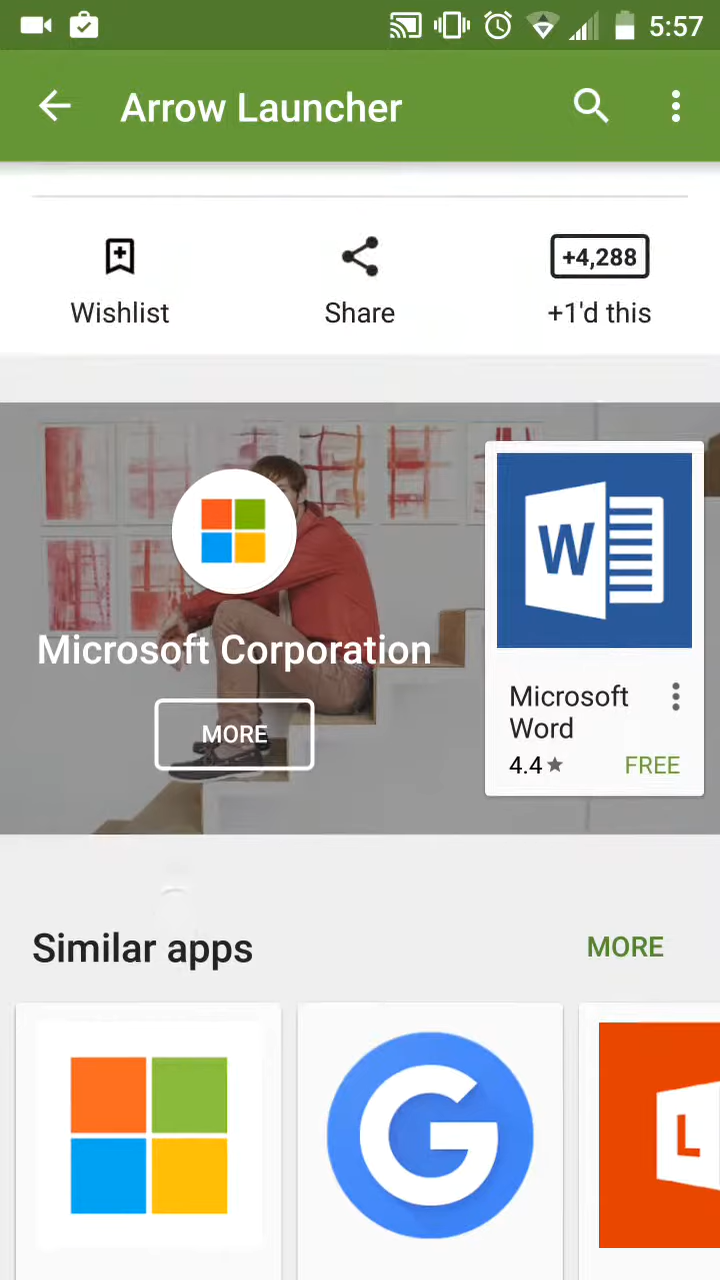 5:57
Arrow Launcher
+4,288
Wishlist
Share
+1'd this
Microsoft Corporation
MORE
W
Microsoft
Word
4.4★
FREE
Similar apps
MORE
G
L